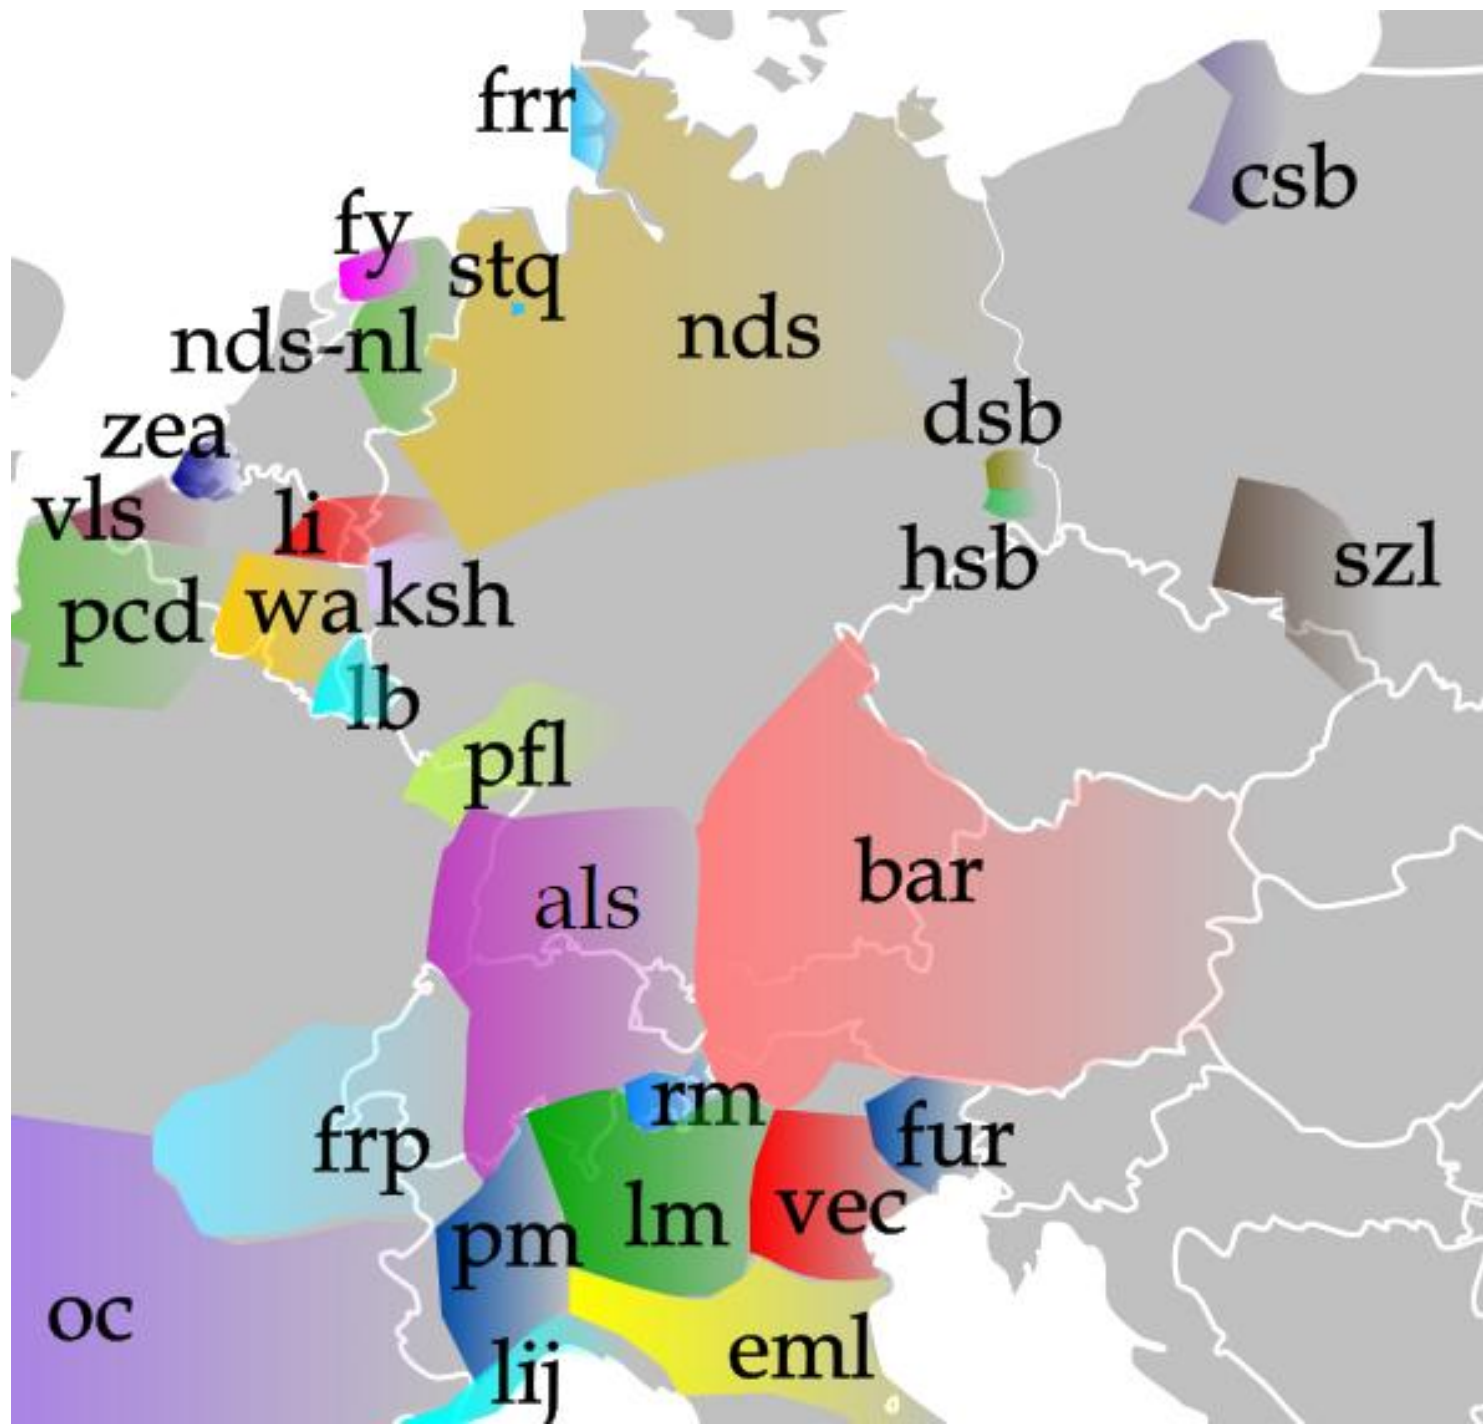 frr
csb
fy
stq
nds-nl
nds
zea
dsb
vls
li
hsb
szl
pcd
wa
ksh
lb
pfl
bar
als
rm
frp
fur
vec
lm
pm
oc
eml
lij